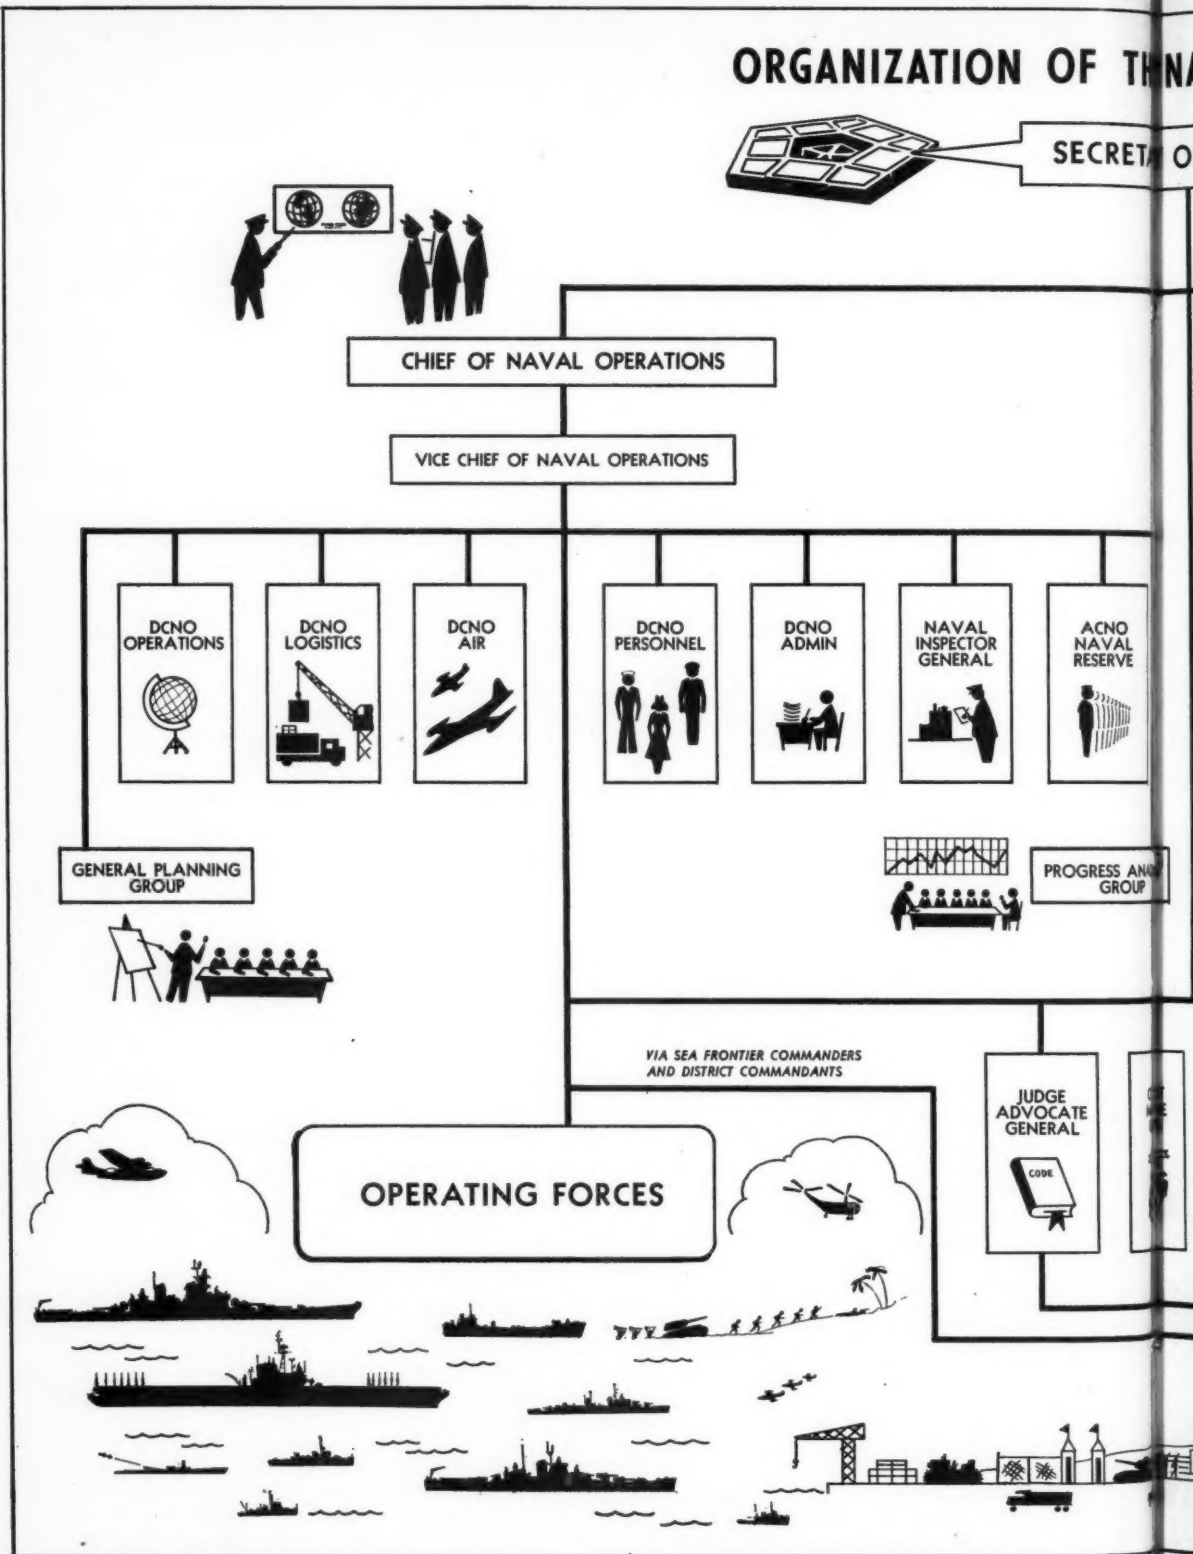 ORGANIZATION OF TH NA
SECRETA O
CHIEF OF NAVAL OPERATIONS
VICE CHIEF OF NAVAL OPERATIONS
DCNO
OPERATIONS
DCNO
LOGISTICS
DCNO
AIR
DCNO
PERSONNEL
DCNO
ADMIN
NAVAL
INSPECTOR
GENERAL
ACNO
NAVAL
RESERVE
GENERAL PLANNING
GROUP
PROGRESS
GROUP
VIA SEA FRONTIER COMMANDERS
AND DISTRICT COMMANDANTS
JUDGE
ADVOCATE
GENERAL
CODE
OPERATING FORCES